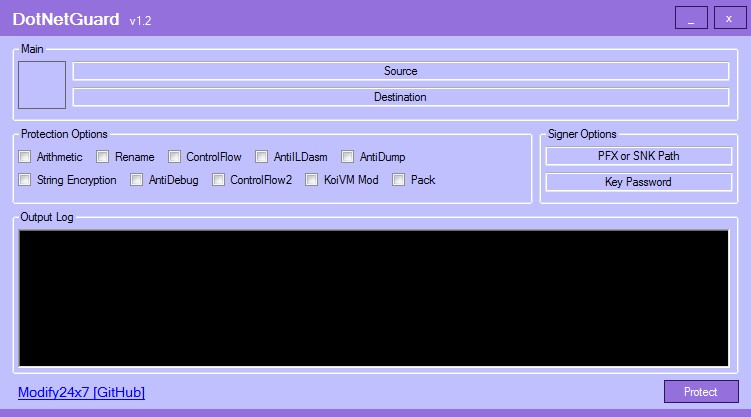 DotNetGuard v1.2
_ x
Main
Source
Destination
Protection Options
Arithmetic Rename ControlFlow AntiILDasm AntiDump
String Encryption AntiDebug ControlFlow2 KoiVM Mod Pack
Signer Options
PFX or SNK Path
Key Password
Output Log
Modify24x7 [GitHub]
Protect